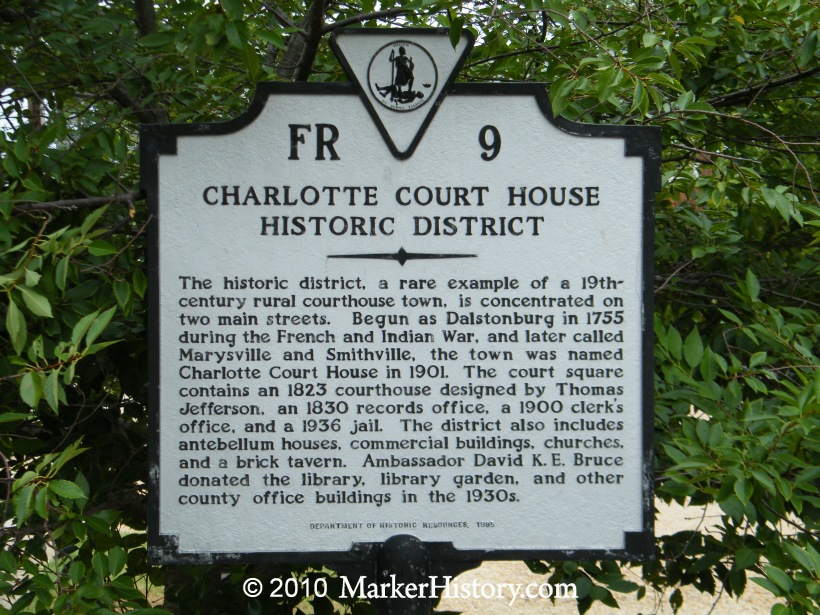 FR 9
CHARLOTTE COURT HOUSE
HISTORIC DISTRICT
The historic district, a rare example of a 19th-
century rural courthouse town, is concentrated on
two main streets. Begun as Dalstonburg in 1755
during the French and Indian War, and later called
Marysville and Smithville, the town was named
Charlotte Court House in 1901. The court square
contains an 1823 courthouse designed by Thomas
Jefferson, an 1830 records office, a 1900 clerk's
office, and a 1936 jail. The district also includes
antebellum houses, commercial buildings, churches,
and a brick tavern. Ambassador David K. E. Bruce
donated the library, library garden, and other
county office buildings in the 1930s.
DEPARTMENT OF HISTORIC RESOURCES, 1995
© 2010 MarkerHistory.com